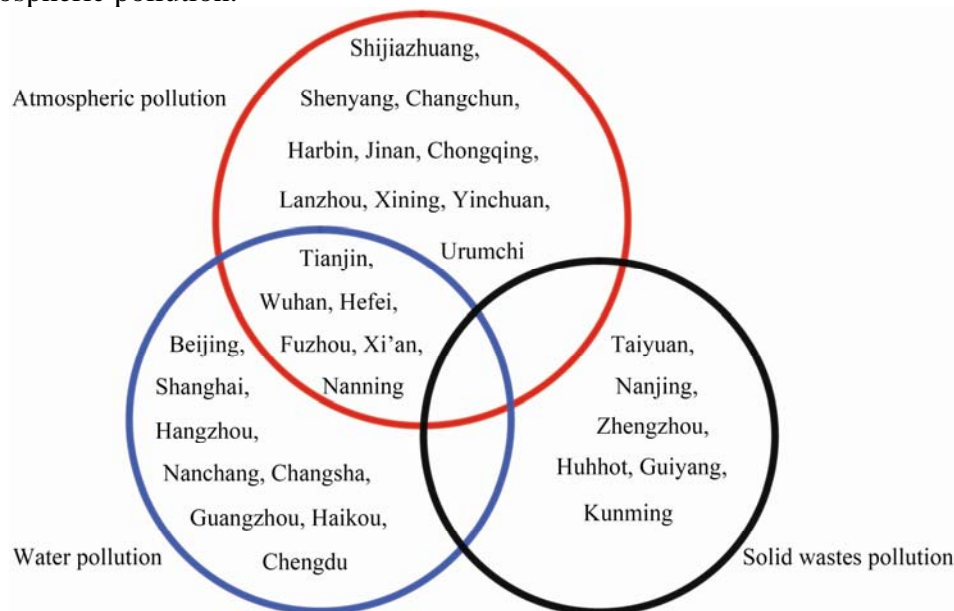 Shijiazhuang,
Atmospheric pollution
Shenyang, Changchun,
Harbin, Jinan, Chongqing,
Lanzhou, Xining, Yinchuan,
Urumchi
Tianjin,
Wuhan, Hefei,
Fuzhou, Xi’an,
Nanning
Beijing,
Shanghai,
Hangzhou,
Nanchang, Changsha,
Guangzhou, Haikou,
Chengdu
Water pollution
Taiyuan,
Nanjing,
Zhengzhou,
Huhhot, Guiyang,
Kunming
Solid wastes pollution